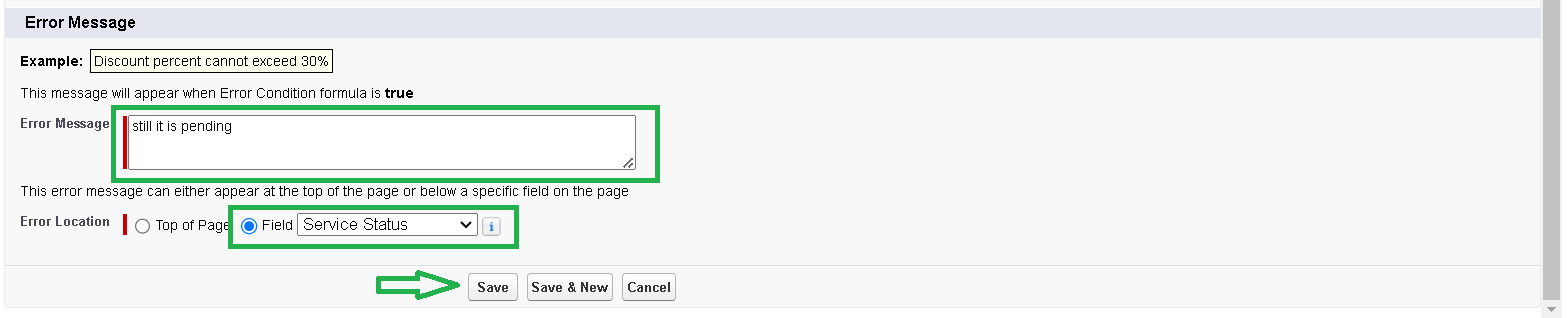 Error Message
Example: Discount percent cannot exceed 30%
This message will appear when Error Condition formula is true
Error Message still it is pending
This error message can either appear at the top of the page or below a specific field on the page
Error Location Top of Page Field Service Status i
Save Save & New Cancel